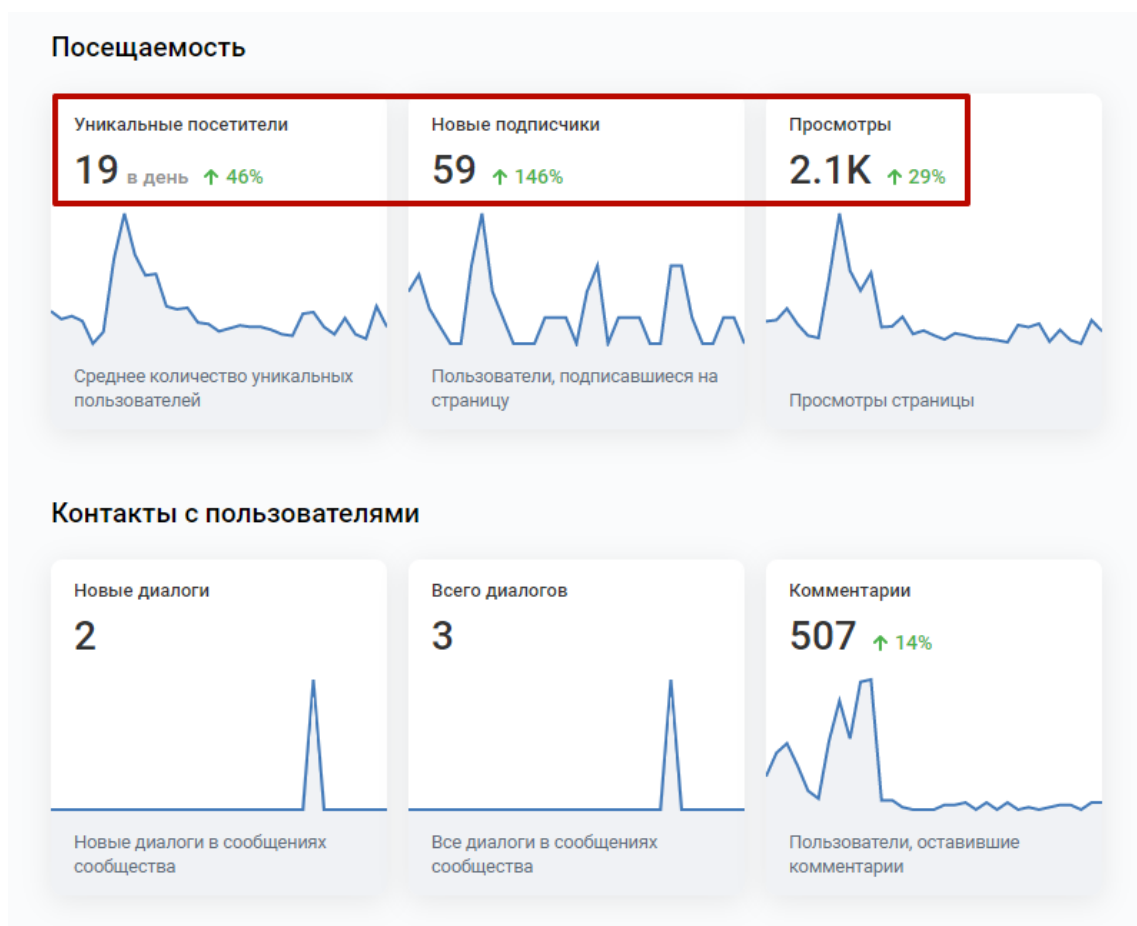 Посещаемость
Уникальные посетители
19 в день ↑ 46%
Среднее количество уникальных
пользователей
Новые подписчики
59 ↑ 146%
Пользователи, подписавшиеся на
страницу
Просмотры
2.1K ↑ 29%
Просмотры страницы
Контакты с пользователями
Новые диалоги
2
Новые диалоги в сообщениях
сообщества
Всего диалогов
3
Все диалоги в сообщениях
сообщества
Комментарии
507 ↑ 14%
Пользователи, оставившие
комментарии